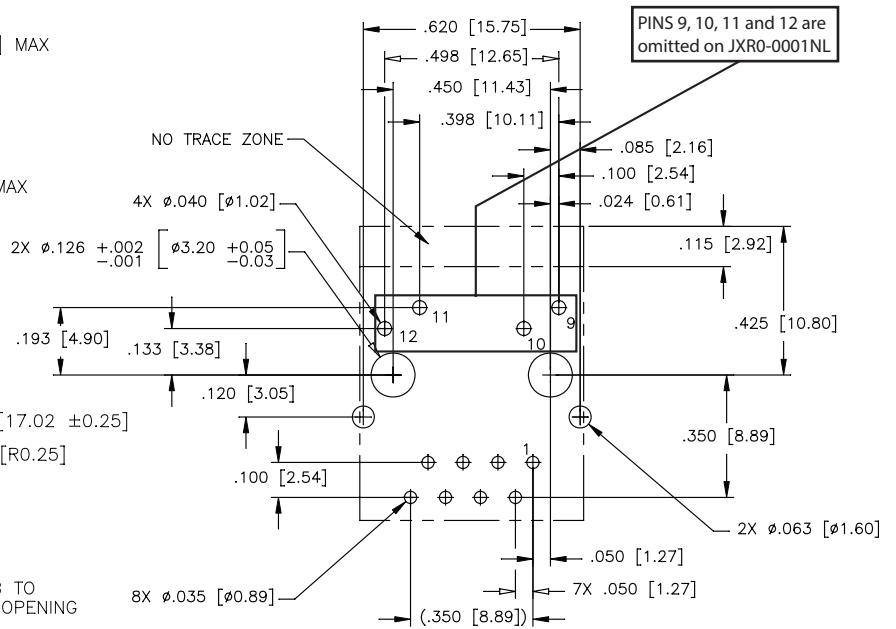 ] MAX
.620 [15.75]
PINS 9, 10, 11 and 12 are
omitted on JXR0-0001NL
.498 [12.65]
.450 [11.43]
.398 [10.11]
NO TRACE ZONE
.085 [2.16]
.100 [2.54]
MAX
4X ø.040 [ø1.02]
.024 [0.61]
2X ø.126 +.002 -.001 [ø3.20 +0.05 -0.03]
.115 [2.92]
11
9
12
10
.193 [4.90]
.133 [3.38]
.425 [10.80]
.120 [3.05]
[17.02 ±0.25]
[R0.25]
.350 [8.89]
1
.100 [2.54]
2X ø.063 [ø1.60]
.050 [1.27]
TO
OPENING
8X ø.035 [ø0.89]
7X .050 [1.27]
(.350 [8.89])